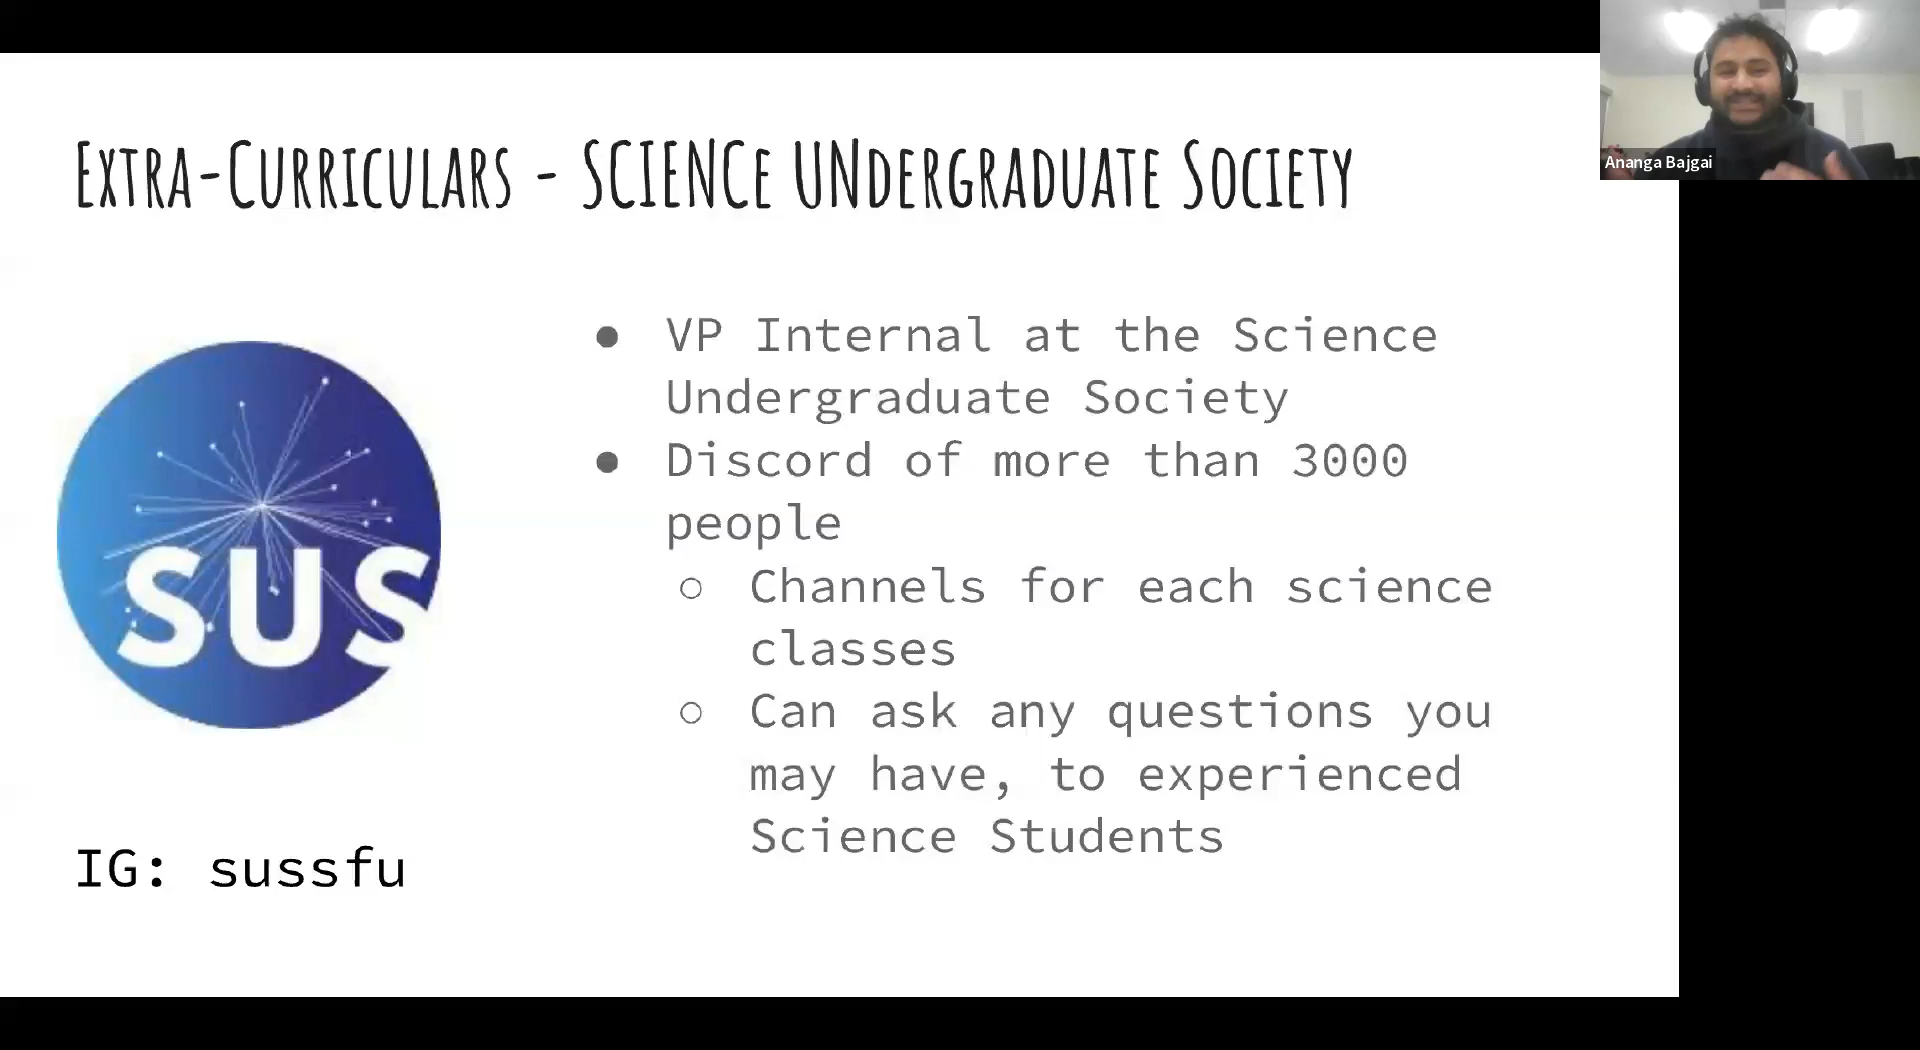 Extra-Curriculars - SCIENCe UNdergraduate Society
VP Internal at the Science
Undergraduate Society
Discord of more than 3000
people
Channels for each science
classes
Can ask any questions you
may have, to experienced
Science Students
SUS
IG: sussfu
Ananga Bajgai